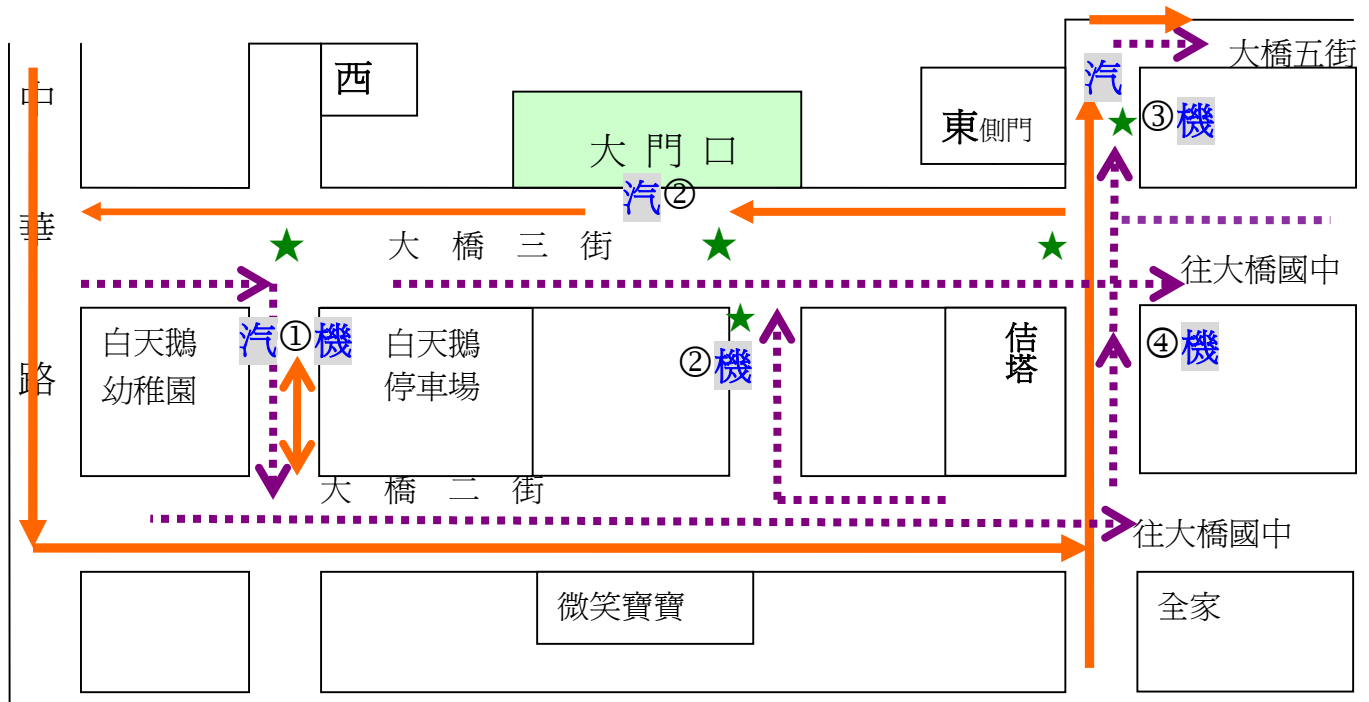 大橋五街
西
汽
中
東側門
③機
大門口
汽②
華
大橋三街
往大橋國中
白天鵝
幼稚園
汽①機
白天鵝
停車場
②機
佶塔
④機
路
大橋二街
往大橋國中
微笑寶寶
全家